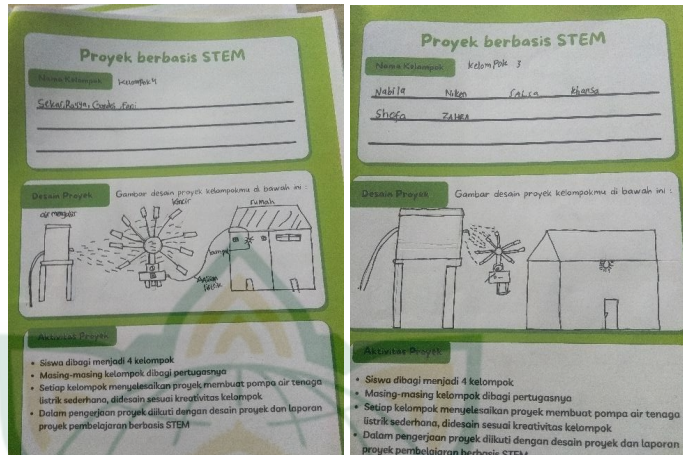 Proyek berbasis STEM
Nama Kelompok Kelompok 4
Sekar, Rayya, Gendis, Fani
Desain Proyek Gambar desain proyek kelompokmu di bawah ini :
air mengalir
kincir
rumah
lampu
Aliran
listrik
Aktivitas Proyek
• Siswa dibagi menjadi 4 kelompok
• Masing-masing kelompok dibagi pertugasnya
• Setiap kelompok menyelesaikan proyek membuat pompa air tenaga
listrik sederhana, didesain sesuai kreativitas kelompok
• Dalam pengerjaan proyek diikuti dengan desain proyek dan laporan
proyek pembelajaran berbasis STEM
Proyek berbasis STEM
Nama Kelompok Kelompok 3
Nabila Niken SALSA Khansa
Shofa ZAHRA
Desain Proyek Gambar desain proyek kelompokmu di bawah ini :
Aktivitas Proyek
• Siswa dibagi menjadi 4 kelompok
• Masing-masing kelompok dibagi pertugasnya
• Setiap kelompok menyelesaikan proyek membuat pompa air tenaga
listrik sederhana, didesain sesuai kreativitas kelompok
• Dalam pengerjaan proyek diikuti dengan desain proyek dan laporan
proyek pembelajaran berbasis STEM